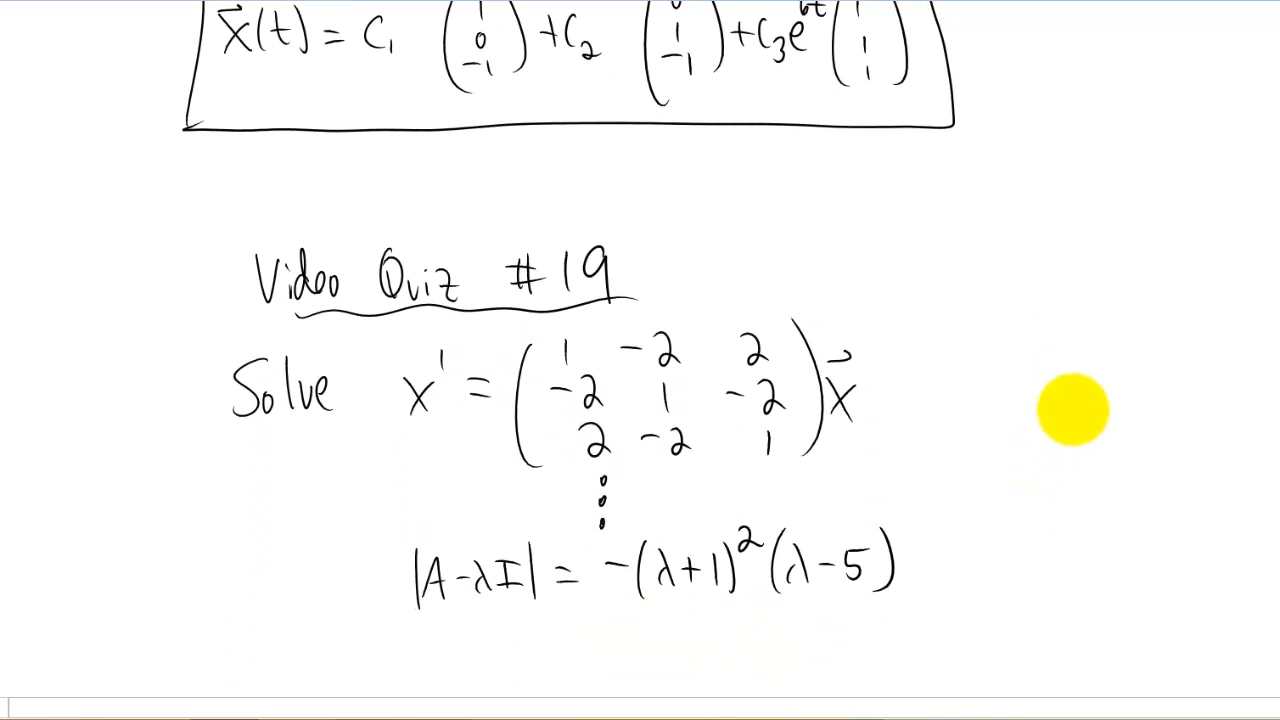 x⃗(t) = C₁ (1 0 -1) + C₂ (0 1 -1) + C₃e^{6t} (1 1 1)
Video Quiz #19
Solve x' = ( 1 -2 2
-2 1 -2
2 -2 1 ) x⃗
|A-λI| = -(λ+1)²(λ-5)